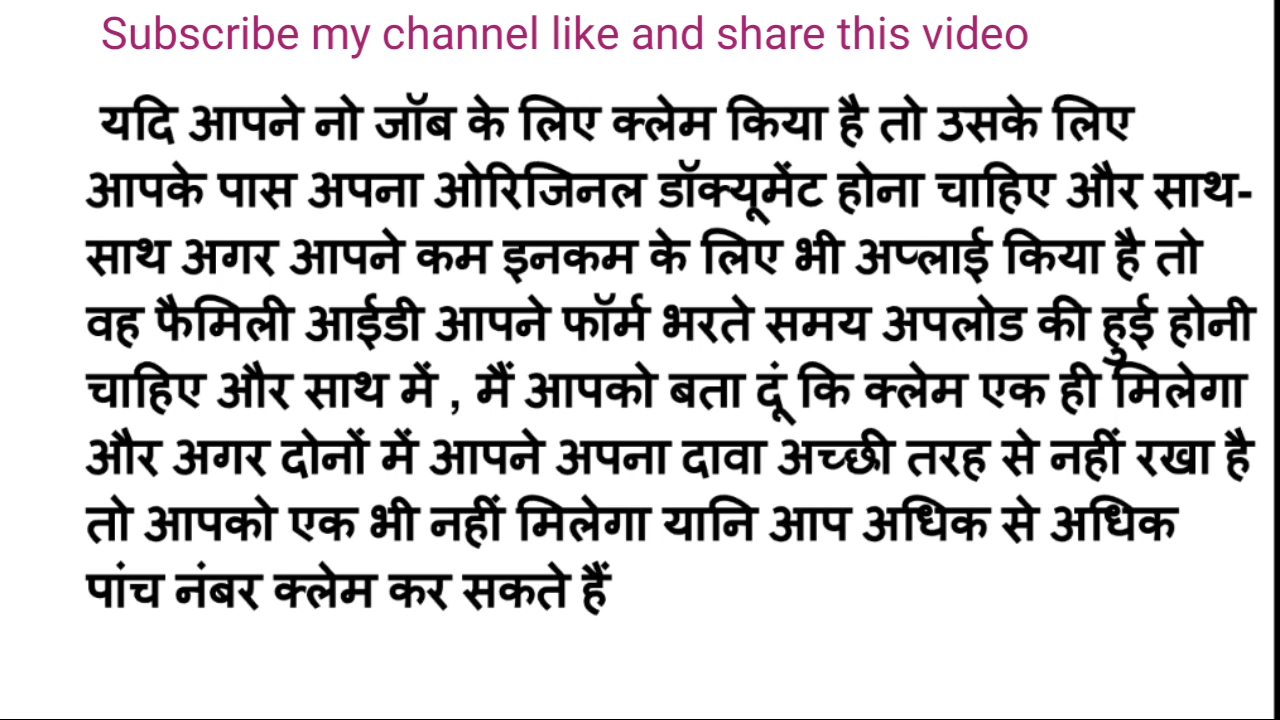 Subscribe my channel like and share this video
यदि आपने नो जॉब के लिए क्लेम किया है तो उसके लिए
आपके पास अपना ओरिजिनल डॉक्यूमेंट होना चाहिए और साथ-
साथ अगर आपने कम इनकम के लिए भी अप्लाई किया है तो
वह फैमिली आईडी आपने फॉर्म भरते समय अपलोड की हुई होनी
चाहिए और साथ में , मैं आपको बता दूं कि क्लेम एक ही मिलेगा
और अगर दोनों में आपने अपना दावा अच्छी तरह से नहीं रखा है
तो आपको एक भी नहीं मिलेगा यानि आप अधिक से अधिक
पांच नंबर क्लेम कर सकते हैं